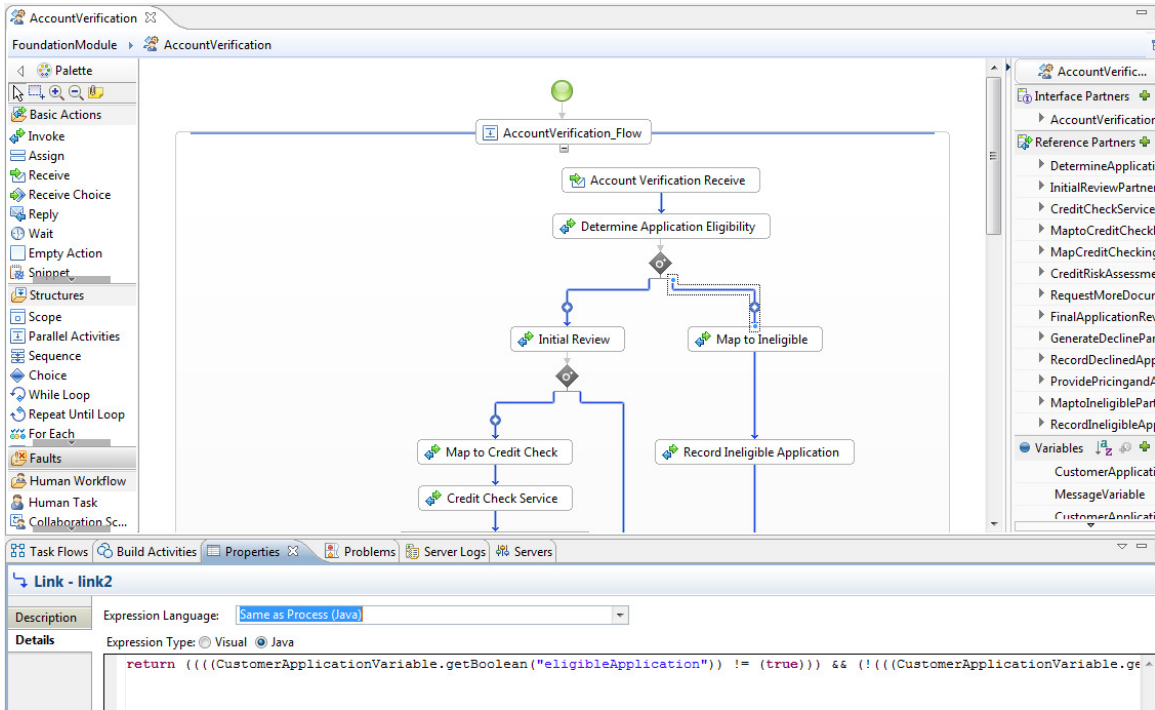 AccountVerification
FoundationModule AccountVerification
Palette
Basic Actions
Invoke
Assign
Receive
Receive Choice
Reply
Wait
Empty Action
Snippet
Structures
Scope
Parallel Activities
Sequence
Choice
While Loop
Repeat Until Loop
For Each
Faults
Human Workflow
Human Task
Collaboration Sc...
AccountVerification_Flow
Account Verification Receive
Determine Application Eligibility
Initial Review
Map to Ineligible
Map to Credit Check
Record Ineligible Application
Credit Check Service
AccountVerific...
Interface Partners
AccountVerification
Reference Partners
DetermineApplicati
InitialReviewPartner
CreditCheckService
MaptoCreditCheckl
MapCreditChecking
CreditRiskAssessme
RequestMoreDocur
FinalApplicationRev
GenerateDeclinePar
RecordDeclinedApp
ProvidePricingandA
MaptoIneligiblePart
RecordIneligibleApp
Variables
CustomerApplicati
MessageVariable
CustomerApplicati
Task Flows Build Activities Properties Problems Server Logs Servers
Link - link2
Description
Details
Expression Language: Same as Process (Java)
Expression Type: Visual Java
return ((((CustomerApplicationVariable.getBoolean("eligibleApplication")) != (true))) && (!(((CustomerApplicationVariable.ge